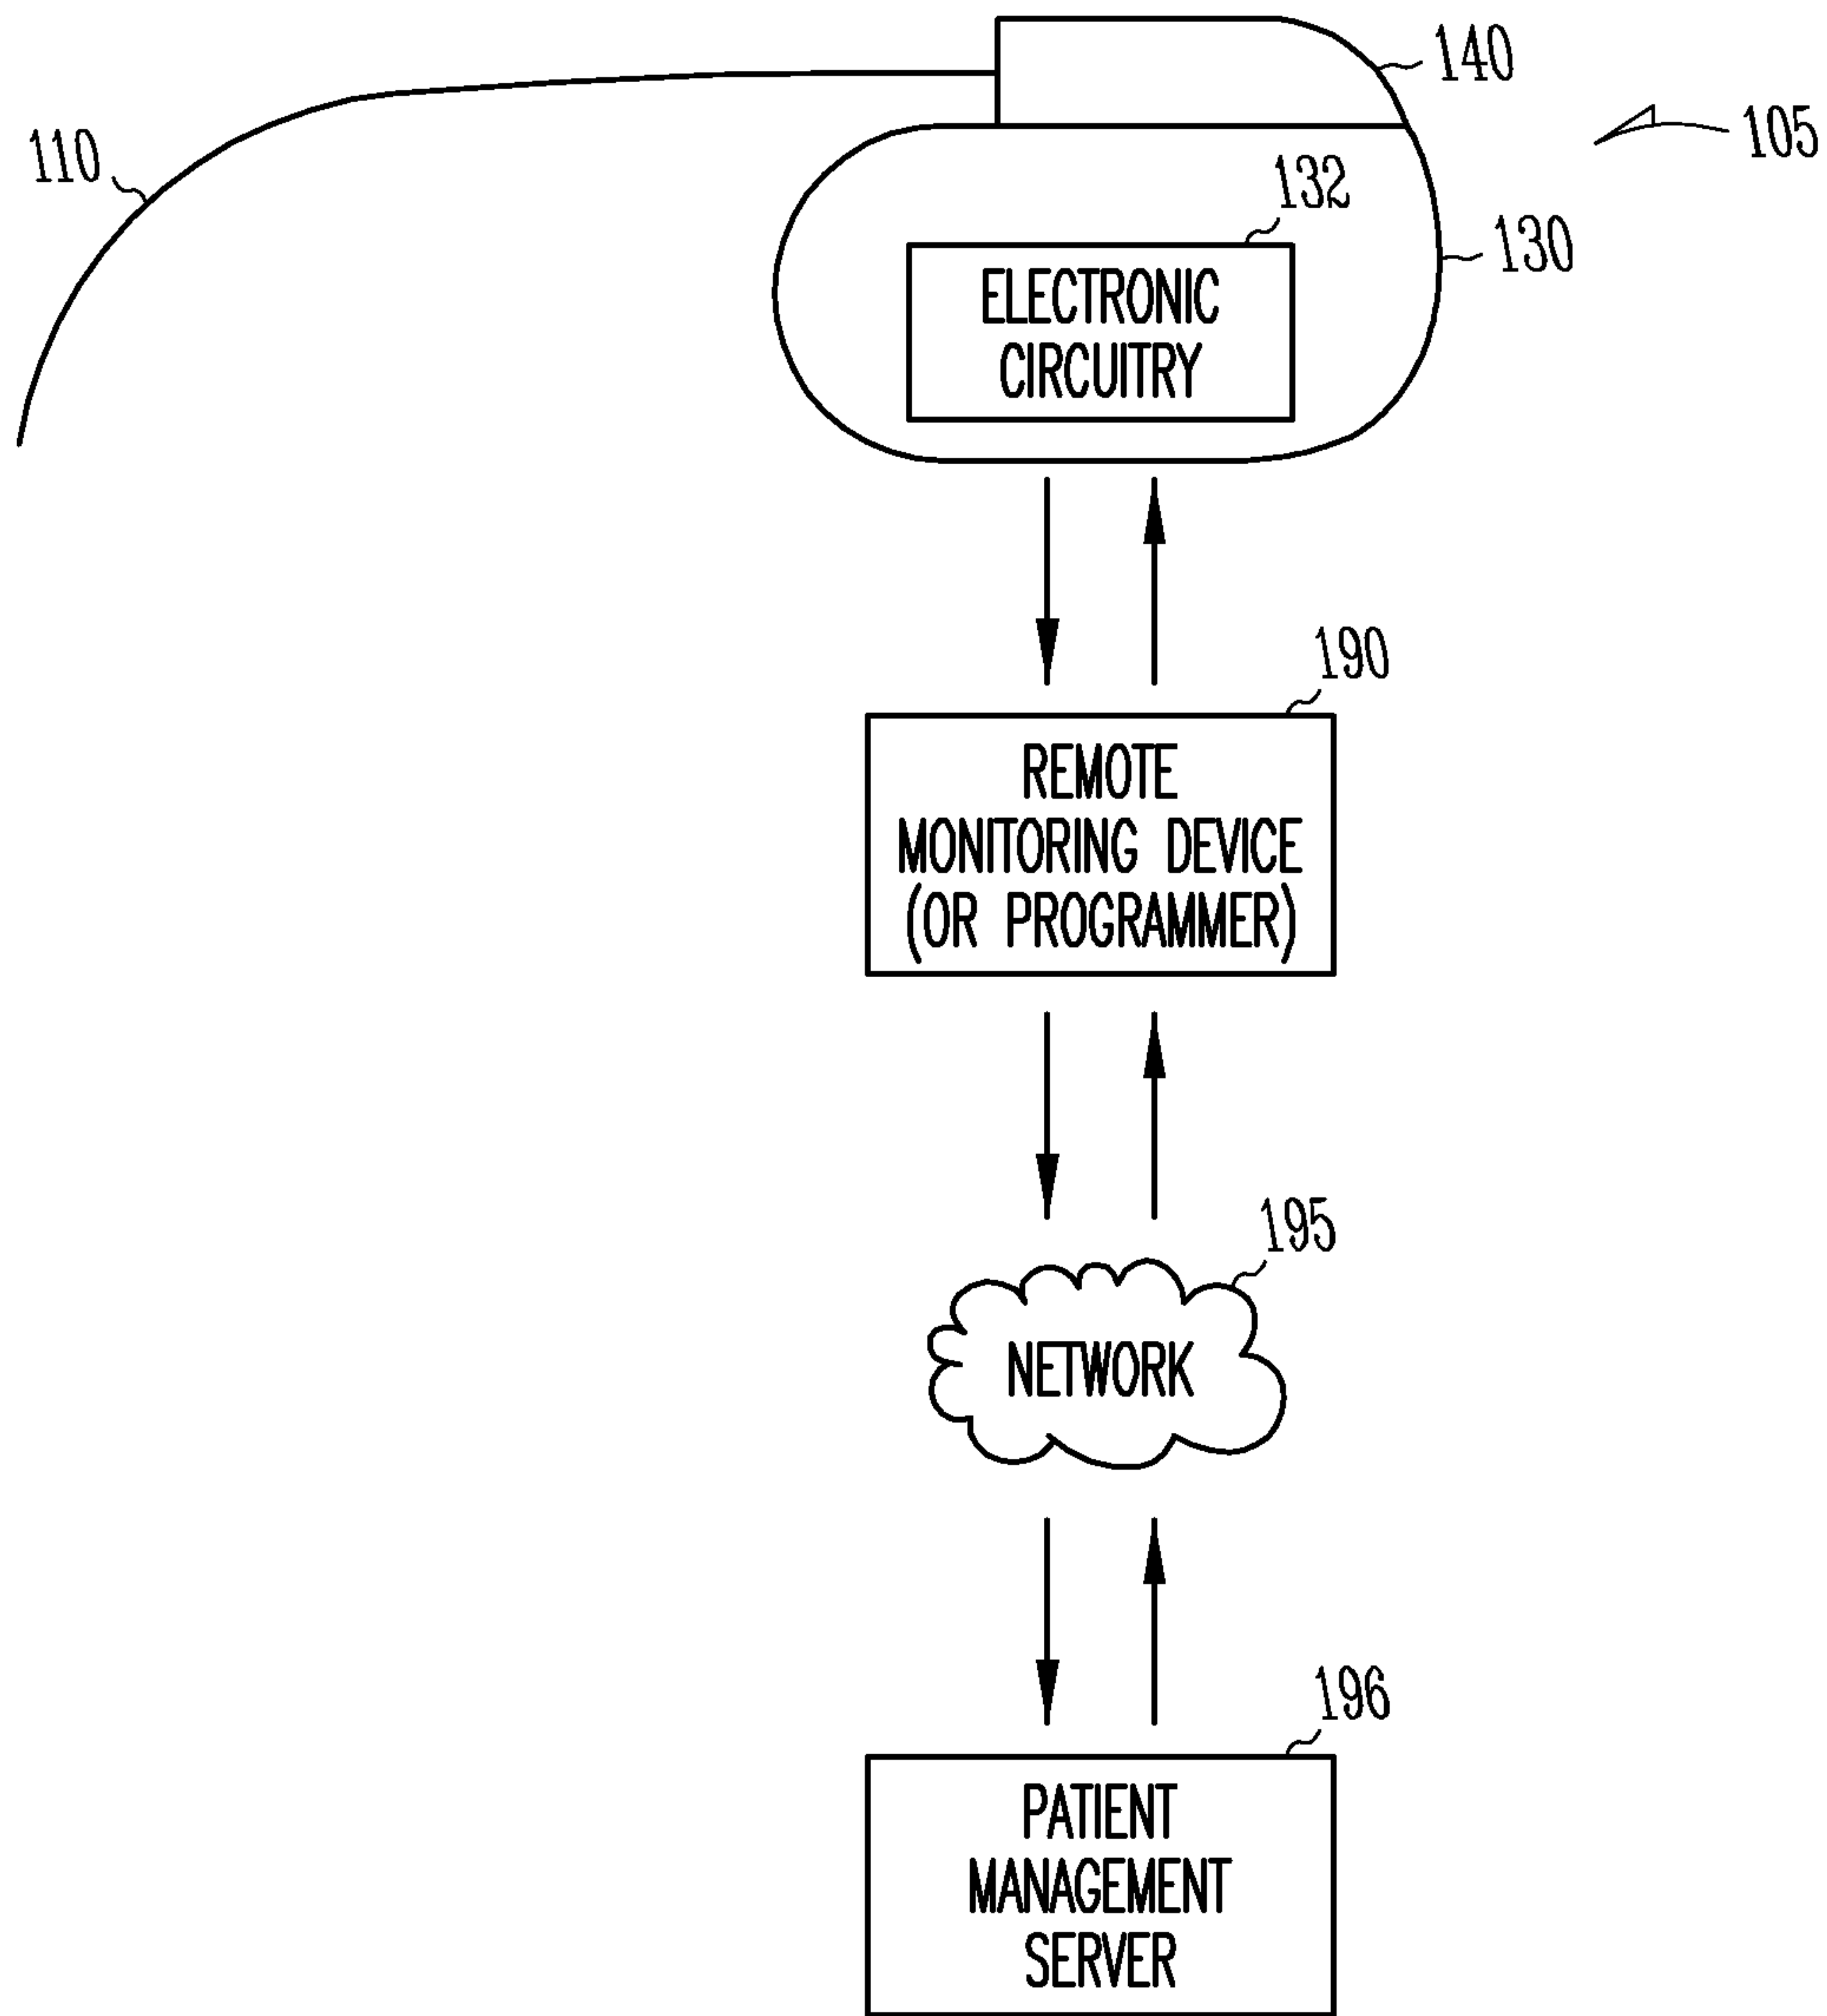 140
105
110
132
130
ELECTRONIC
CIRCUITRY
190
REMOTE
MONITORING DEVICE
(OR PROGRAMMER)
195
NETWORK
196
PATIENT
MANAGEMENT
SERVER